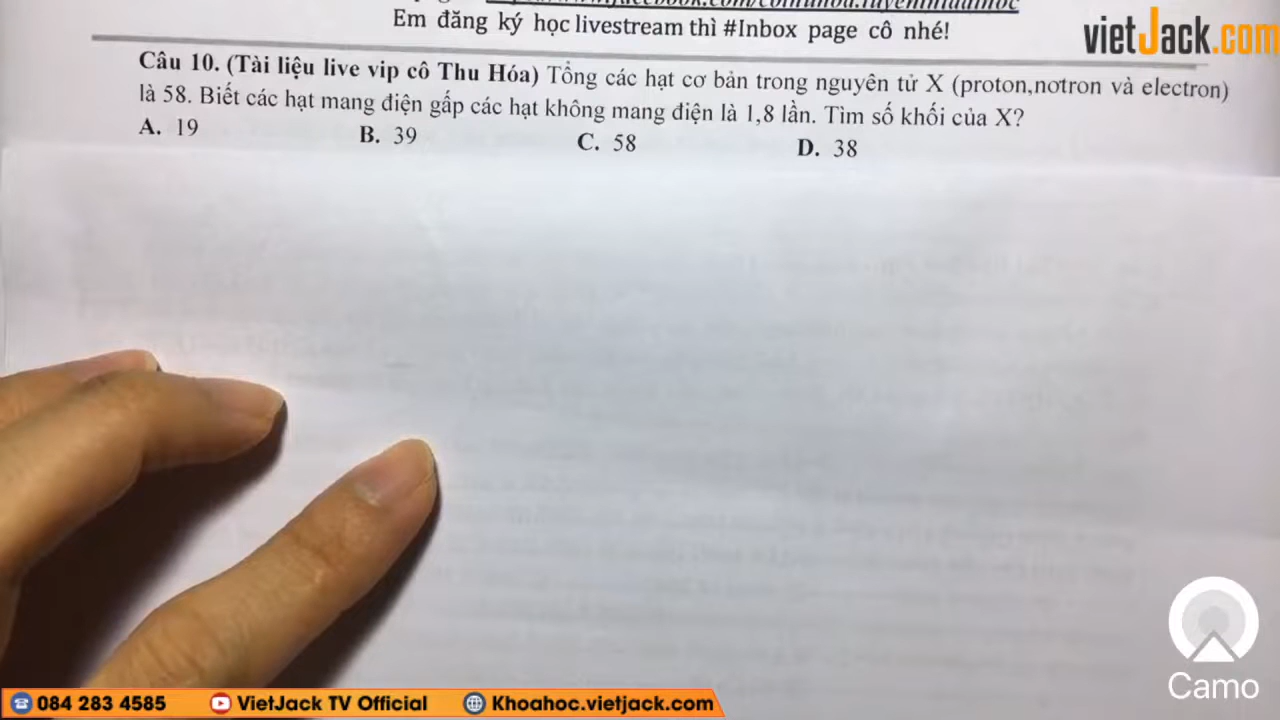 Em đăng ký học livestream thì #Inbox page cô nhé!
vietJack.com
Câu 10. (Tài liệu live vip cô Thu Hóa) Tổng các hạt cơ bản trong nguyên tử X (proton,nơtron và electron)
là 58. Biết các hạt mang điện gấp các hạt không mang điện là 1,8 lần. Tìm số khối của X?
A. 19 B. 39 C. 58 D. 38
Camo
084 283 4585 VietJack TV Official Khoahoc.vietjack.com